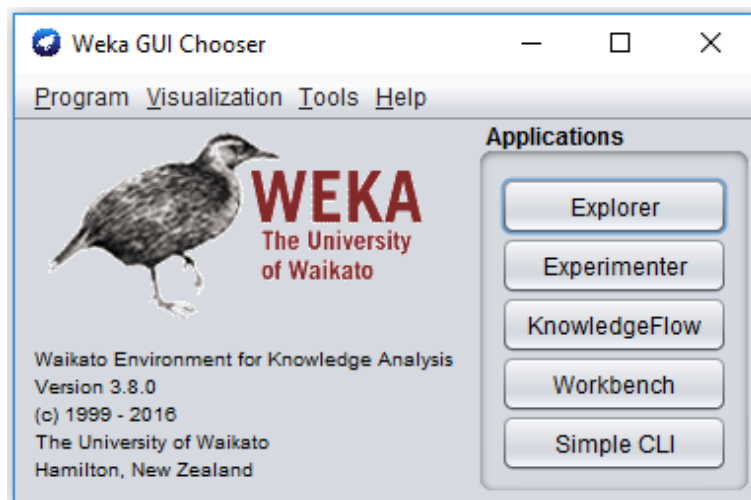 Weka GUI Chooser
Program Visualization Tools Help
WEKA
The University
of Waikato
Waikato Environment for Knowledge Analysis
Version 3.8.0
(c) 1999 - 2016
The University of Waikato
Hamilton, New Zealand
Applications
Explorer
Experimenter
KnowledgeFlow
Workbench
Simple CLI